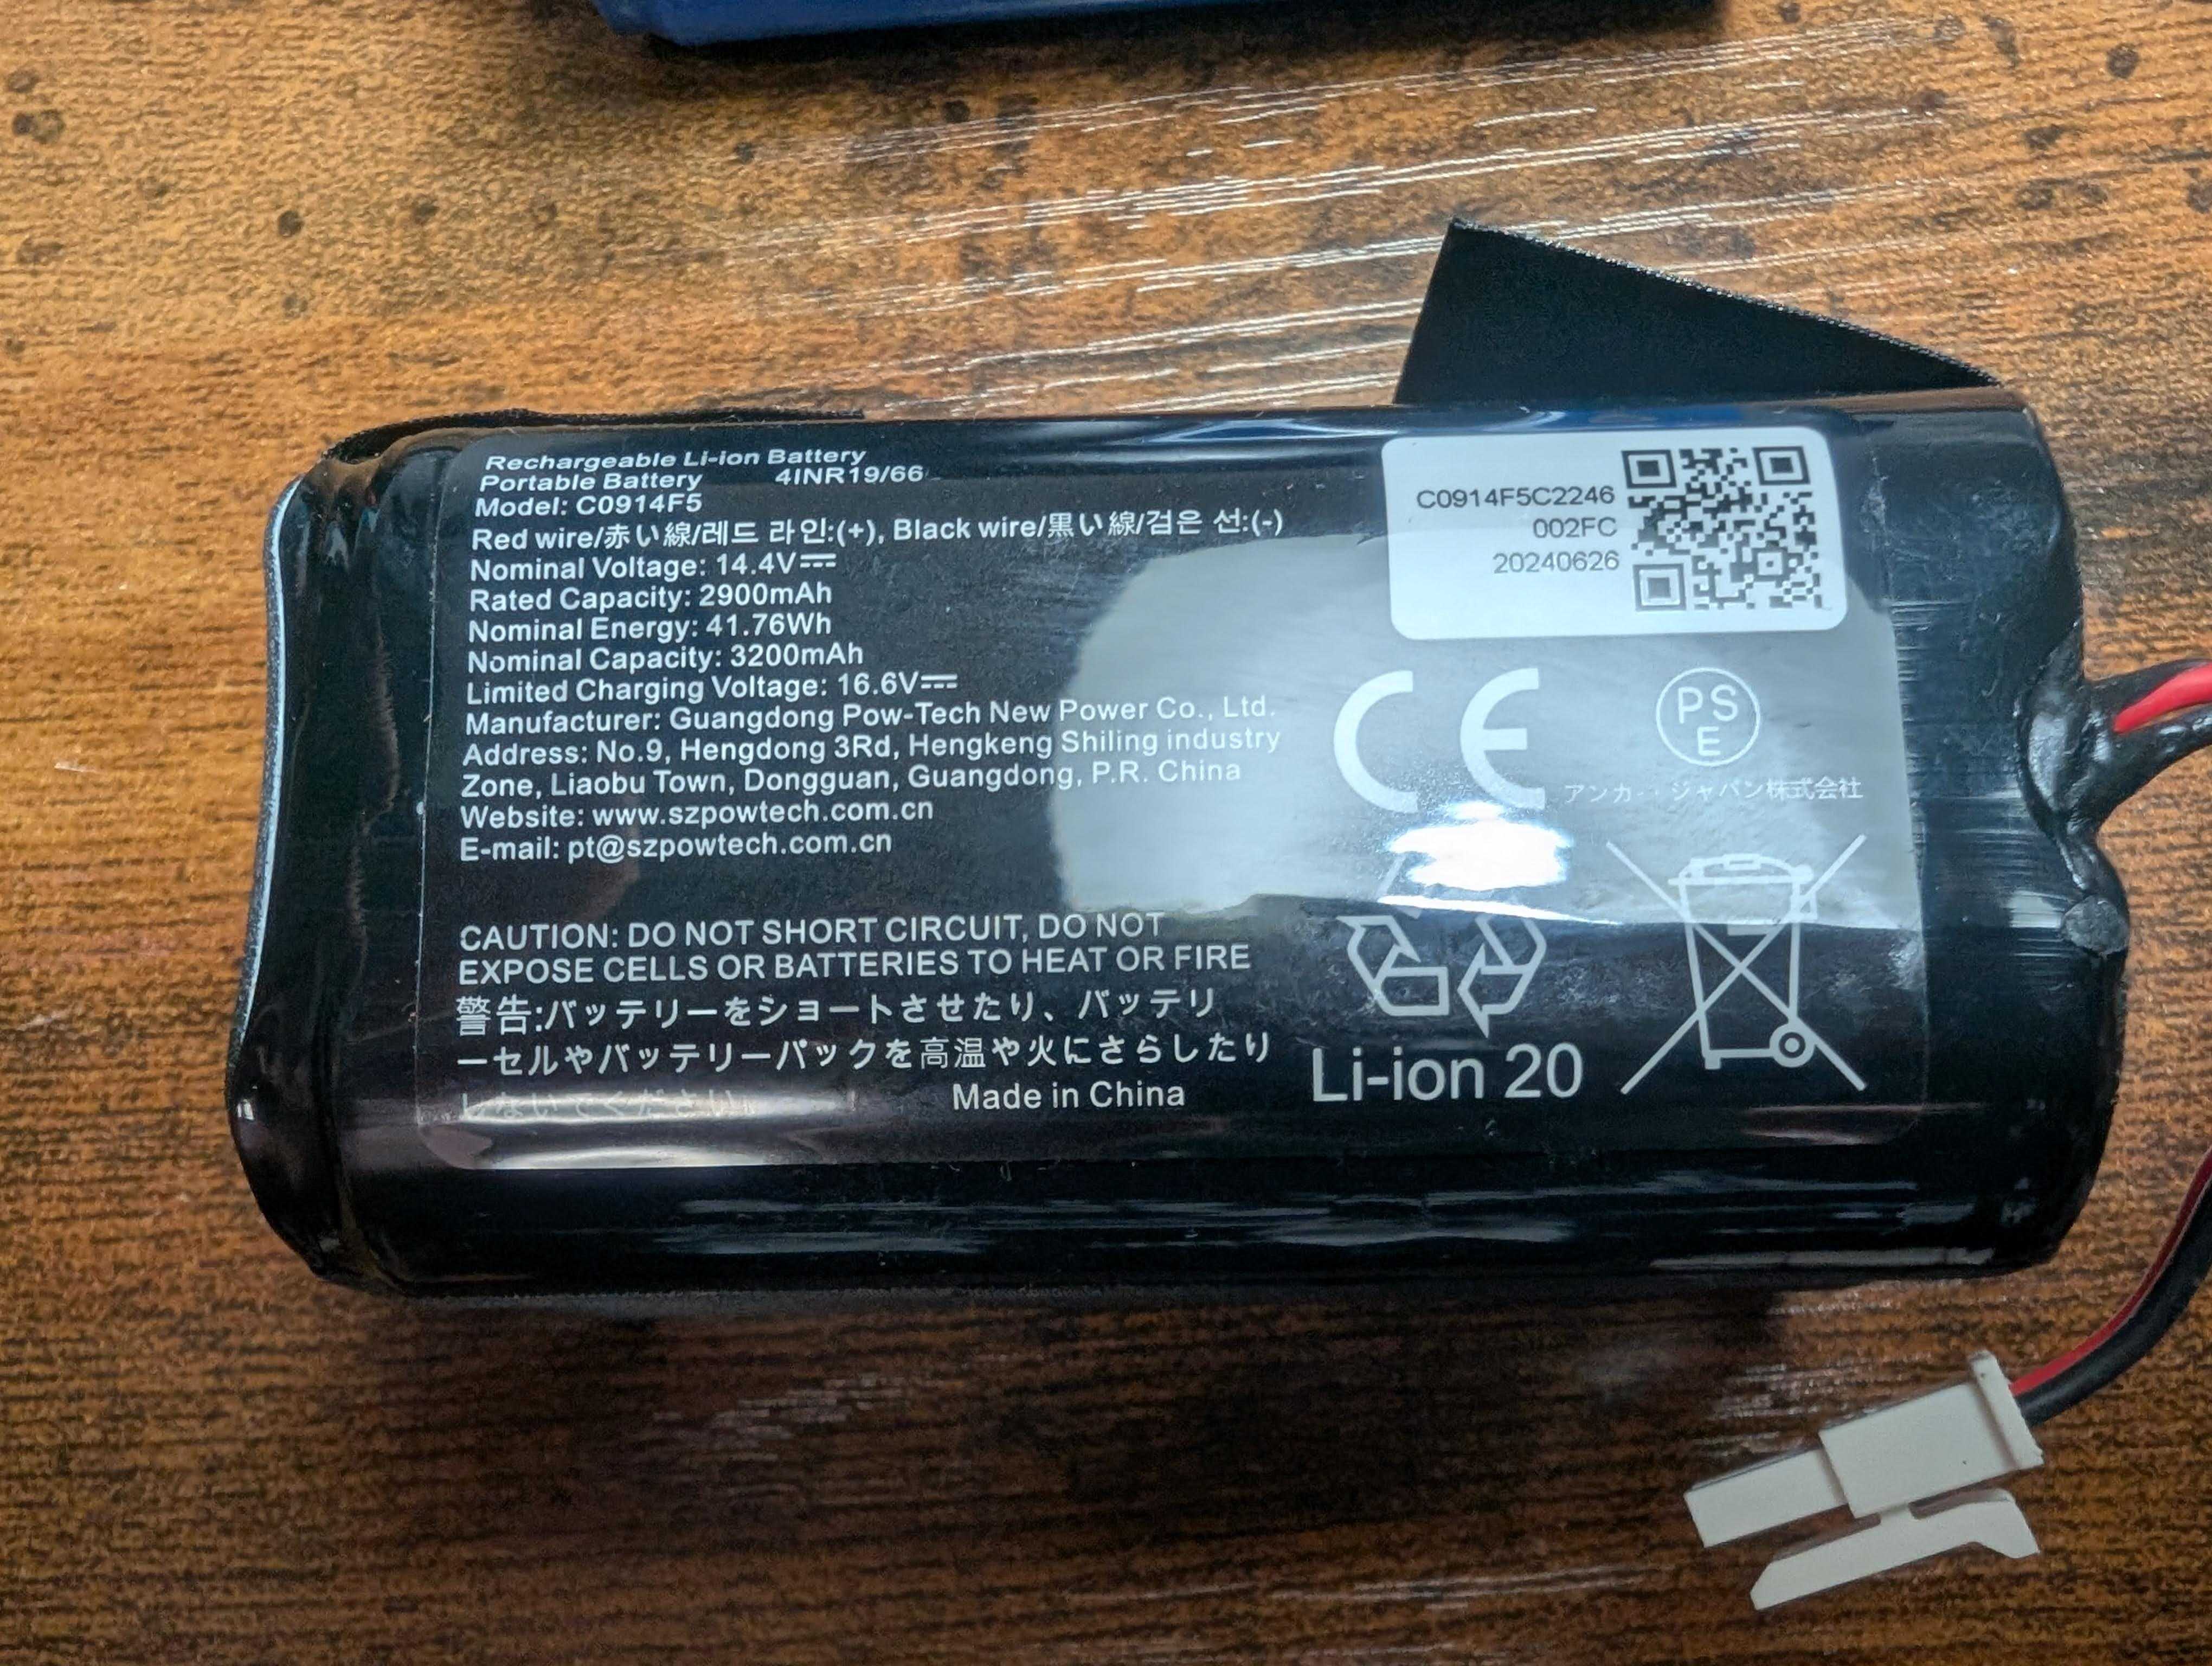 Rechargeable Li-ion Battery
Portable Battery 4INR19/66
Model: C0914F5
Red wire/赤い線/레드 라인:(+), Black wire/黒い線/검은 선:(-)
Nominal Voltage: 14.4V⎓
Rated Capacity: 2900mAh
Nominal Energy: 41.76Wh
Nominal Capacity: 3200mAh
Limited Charging Voltage: 16.6V⎓
Manufacturer: Guangdong Pow-Tech New Power Co., Ltd.
Address: No.9, Hengdong 3Rd, Hengkeng Shiling industry
Zone, Liaobu Town, Dongguan, Guangdong, P.R. China
Website: www.szpowtech.com.cn
E-mail: pt@szpowtech.com.cn
CAUTION: DO NOT SHORT CIRCUIT, DO NOT
EXPOSE CELLS OR BATTERIES TO HEAT OR FIRE
警告:バッテリーをショートさせたり、バッテリ
ーセルやバッテリーパックを高温や火にさらしたり
しないでください。
Made in China
C0914F5C2246
002FC
20240626
CE
PS
E
アンカー・ジャパン株式会社
Li-ion 20